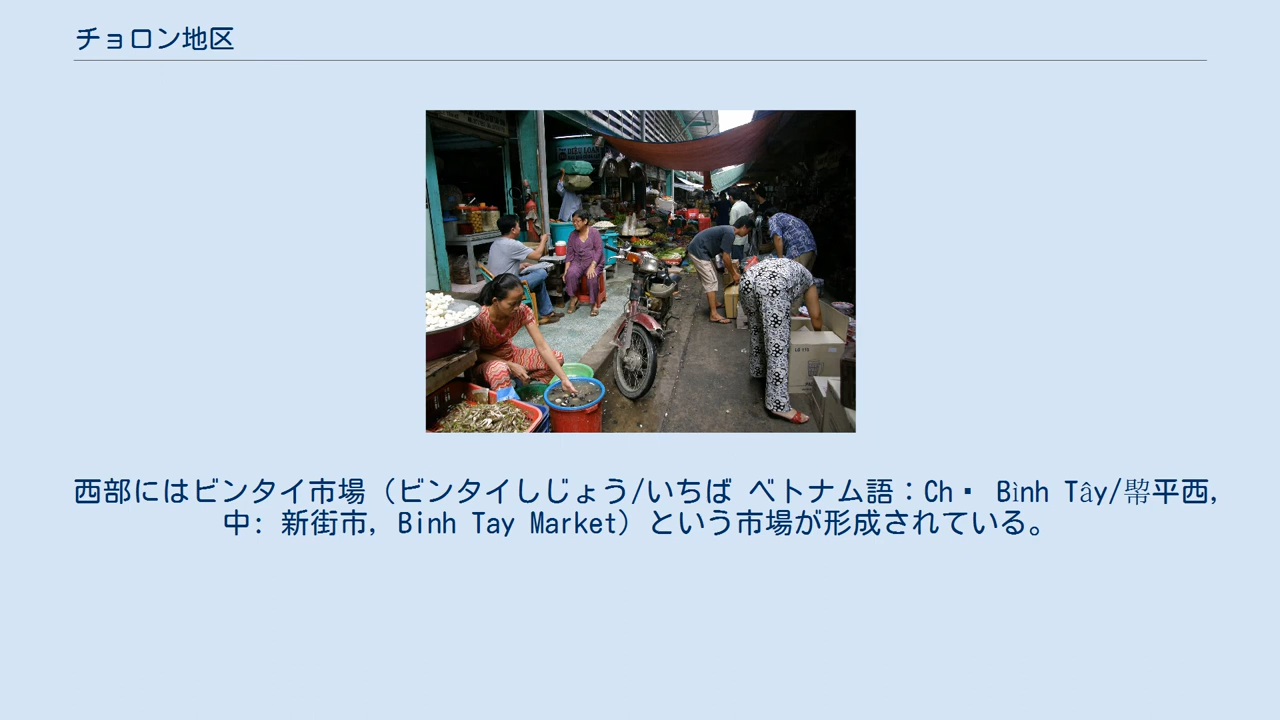 チョロン地区
西部にはビンタイ市場（ビンタイしじょう/いちば ベトナム語：Ch· Bình Tây/𢄂平西,
中: 新街市, Binh Tay Market）という市場が形成されている。